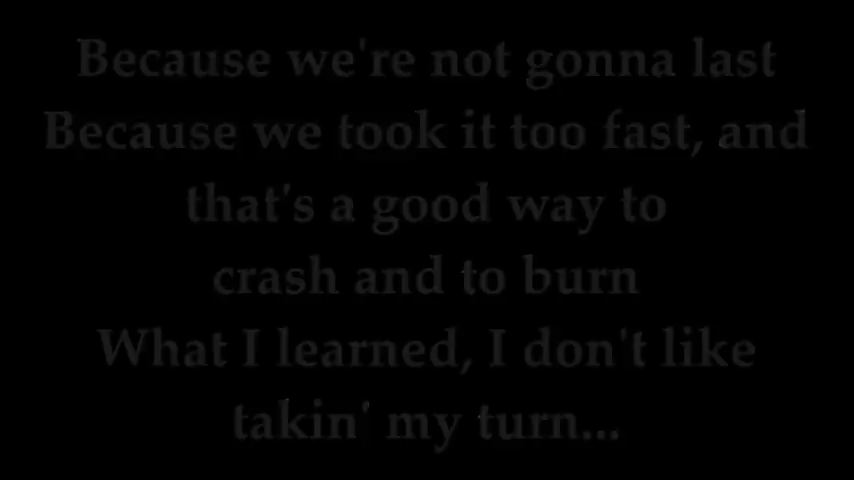 Because we're not gonna last
Because we took it too fast, and
that's a good way to
crash and to burn
What I learned, I don't like
takin' my turn...